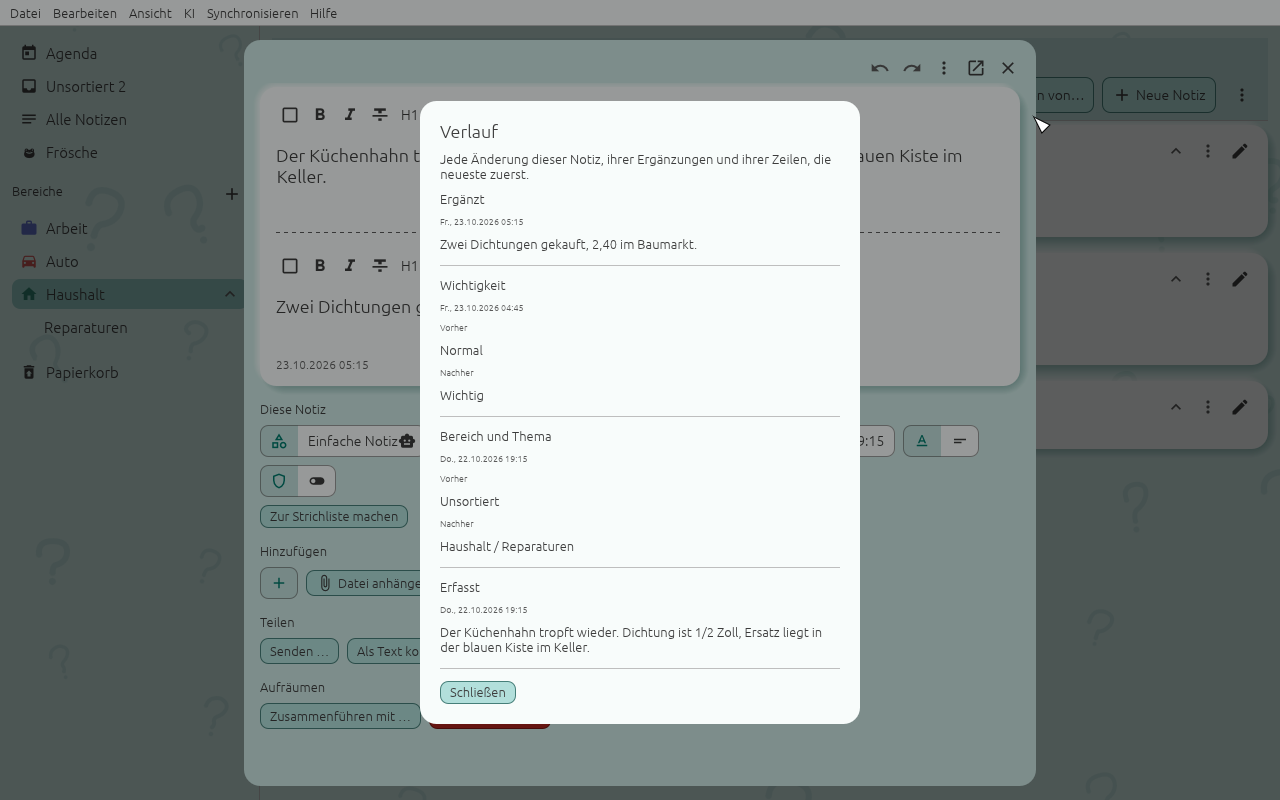 Datei Bearbeiten Ansicht KI Synchronisieren Hilfe
Agenda
Unsortiert 2
Alle Notizen
Frösche
Bereiche
Arbeit
Auto
Haushalt
Reparaturen
Papierkorb
n von…
Neue Notiz
B I S H1
Der Küchenhahn t
auen Kiste im
Keller.
B I S H1
Zwei Dichtungen g
23.10.2026 05:15
Diese Notiz
Einfache Notiz
9:15
A
Zur Strichliste machen
Hinzufügen
Datei anhänge
Teilen
Senden …
Als Text ko
Aufräumen
Zusammenführen mit …
Verlauf
Jede Änderung dieser Notiz, ihrer Ergänzungen und ihrer Zeilen, die
neueste zuerst.
Ergänzt
Fr., 23.10.2026 05:15
Zwei Dichtungen gekauft, 2,40 im Baumarkt.
Wichtigkeit
Fr., 23.10.2026 04:45
Vorher
Normal
Nachher
Wichtig
Bereich und Thema
Do., 22.10.2026 19:15
Vorher
Unsortiert
Nachher
Haushalt / Reparaturen
Erfasst
Do., 22.10.2026 19:15
Der Küchenhahn tropft wieder. Dichtung ist 1/2 Zoll, Ersatz liegt in
der blauen Kiste im Keller.
Schließen